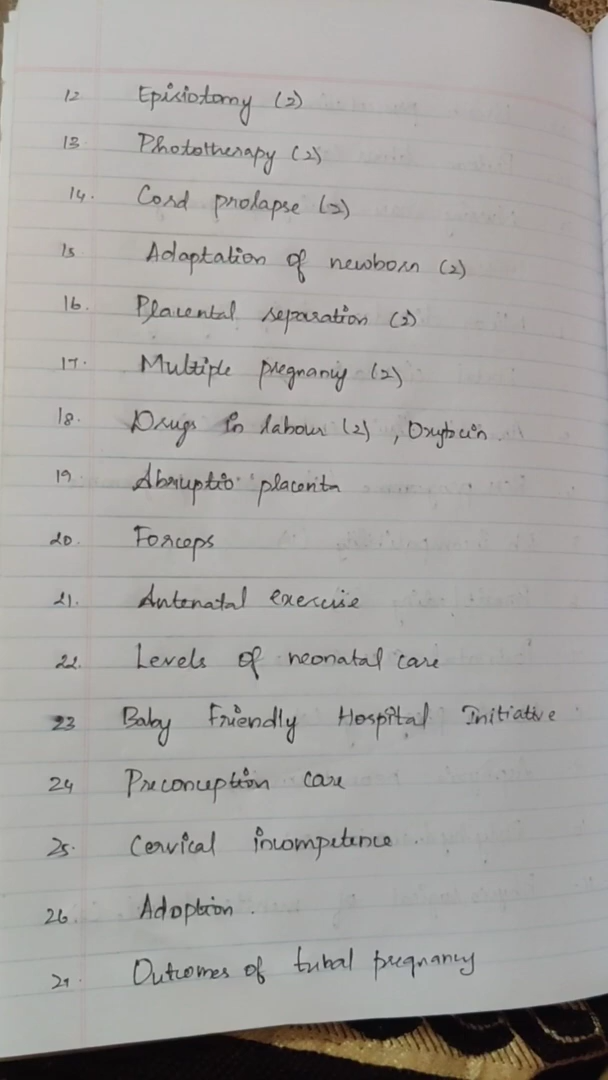 12 Episiotomy (2)
13. Phototherapy (2)
14. Cord prolapse (2)
15 Adaptation of newborn (2)
16. Placental separation (2)
17. Multiple pregnancy (2)
18. Drugs in labour (2), Oxytocin.
19 Abruptio placenta
20. Forceps
21. Antenatal exercise
22. Levels of neonatal care
23 Baby Friendly Hospital Initiative
24 Preconception care
25. Cervical incompetence.
26. Adoption.
27. Outcomes of tubal pregnancy